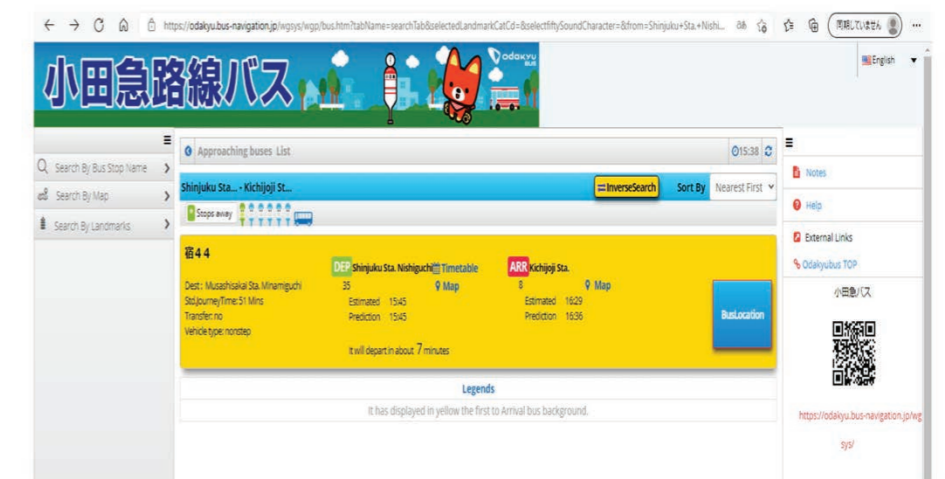 https://odakyu.bus-navigation.jp/wgsys/wgp/bus.htm?tabName=searchTab&selectedLandmarkCatCd=&selectfiftySoundCharacter=&from=Shinjuku+Sta.+Nishi...
同期していません
小田急路線バス
odakyu
BUS
English
Search By Bus Stop Name
Search By Map
Search By Landmarks
Approaching buses List
15:38
Shinjuku Sta... - Kichijoji St...
InverseSearch
Sort By
Nearest First
Stops away
宿44
Dest: Musashisakai Sta. Minamiguchi
Std.JourneyTime: 51 Mins
Transfer: no
Vehicle type: nonstep
DEP Shinjuku Sta. Nishiguchi Timetable
35 Map
Estimated 15:45
Prediction 15:45
It will depart in about 7 minutes
ARR Kichijoji Sta.
8 Map
Estimated 16:29
Prediction 16:36
BusLocation
Legends
It has displayed in yellow the first to Arrival bus background.
Notes
Help
External Links
Odakyubus TOP
小田急バス
https://odakyu.bus-navigation.jp/wg
sys/